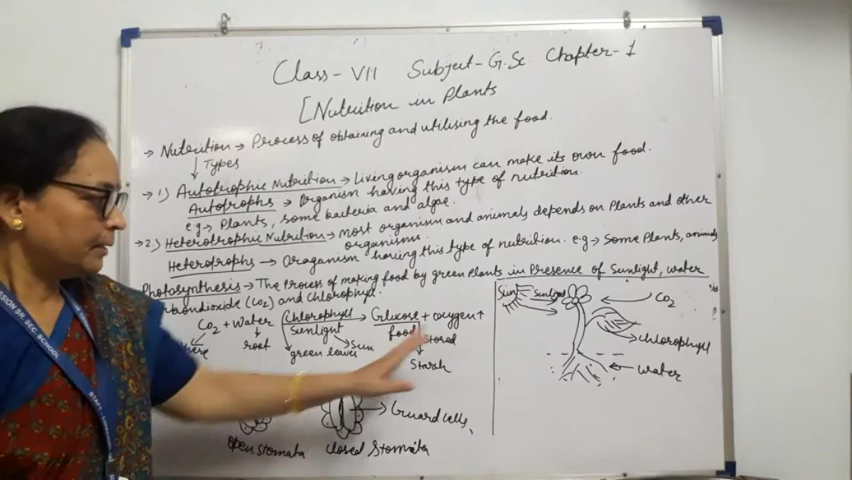 Class - VII Subject - G.Sc Chapter - 1
[Nutrition in Plants
→ Nutrition → Process of obtaining and utilising the food.
↓ Types
→ 1) Autotrophic Nutrition → Living organism can make its own food.
Autotrophs → Organism having this type of nutrition.
e.g → Plants, some bacteria and algae.
→ 2) Heterotrophic Nutrition → Most organism and animals depends on Plants and other
organism.
Heterotrophs → Oraganism having this type of nutrition. e.g → Some Plants, animals
Photosynthesis → The Process of making food by green Plants in Presence of Sunlight, water
(CO2) and Chlorophyll.
CO2 + Water Chlorophyll → Glucose + oxygen↑
Sunlight food Stored
root Sun
green leaves Starch
Guard cells
Open Stomata Closed Stomata
Sun Sunlight CO2
Chlorophyll
Water
SESSION SR. SEC. SCHOOL